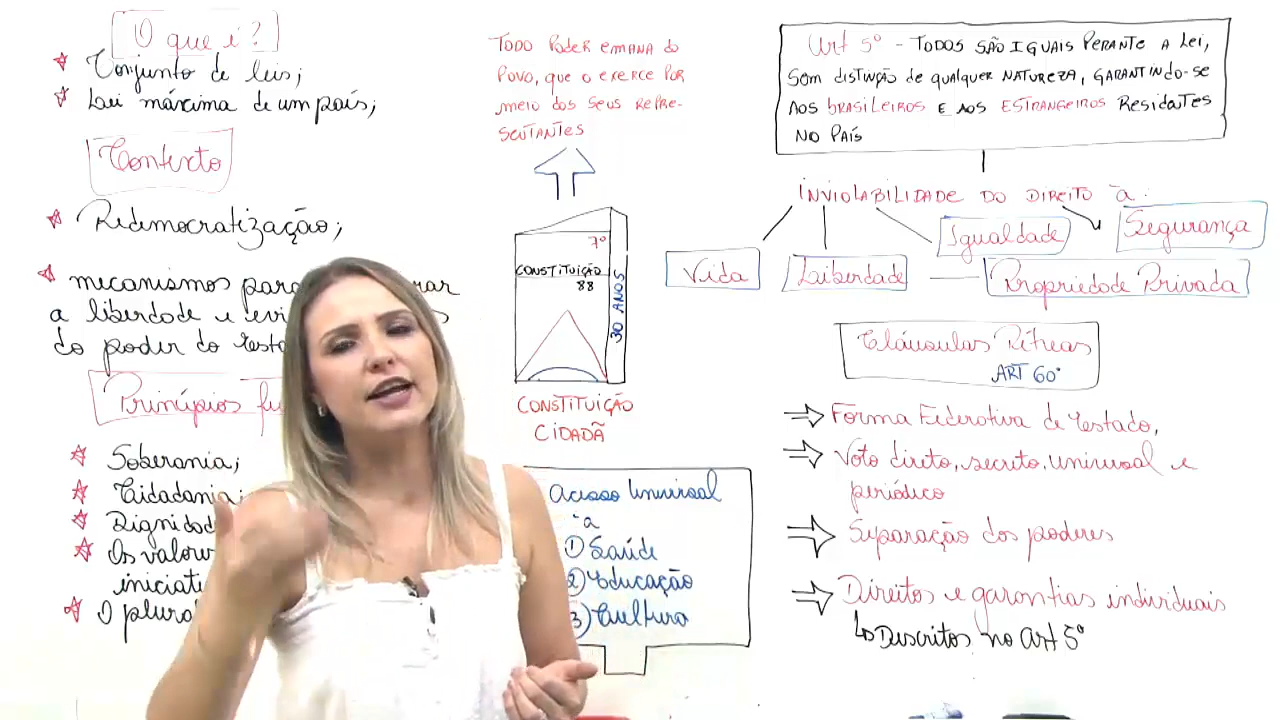 O que é?
Conjunto de leis;
Lei máxima de um país;
Contexto
Redemocratização;
mecanismos para
a liberdade e
do poder do Estado
Princípios
Soberania;
Cidadania;
Os valores
TODO PODER EMANA do
POVO, QUE O EXERCE POR
MEIO DOS SEUS REPRE-
SENTANTES
7º
CONSTITUIÇÃO
88
30 ANOS
CONSTITUIÇÃO
CIDADÃ
Acesso Universal
à
① Saúde
② Educação
③ Cultura
Art 5º - TODOS SÃO IGUAIS PERANTE A LEI,
SEM DISTINÇÃO de QUALQUER NATUREZA, GARANTINDO-SE
AOS BRASILEIROS E AOS ESTRANGEIROS RESIDENTES
NO PAÍS
INVIOLABILIDADE DO DIREITO à:
Igualdade
Segurança
Vida
Liberdade
Propriedade Privada
Cláusulas Pétreas
ART 60º
Forma Federativa de Estado,
Voto direto, secreto, universal e
periódico
Separação dos poderes
Direitos e garantias individuais
Descritos no art 5º